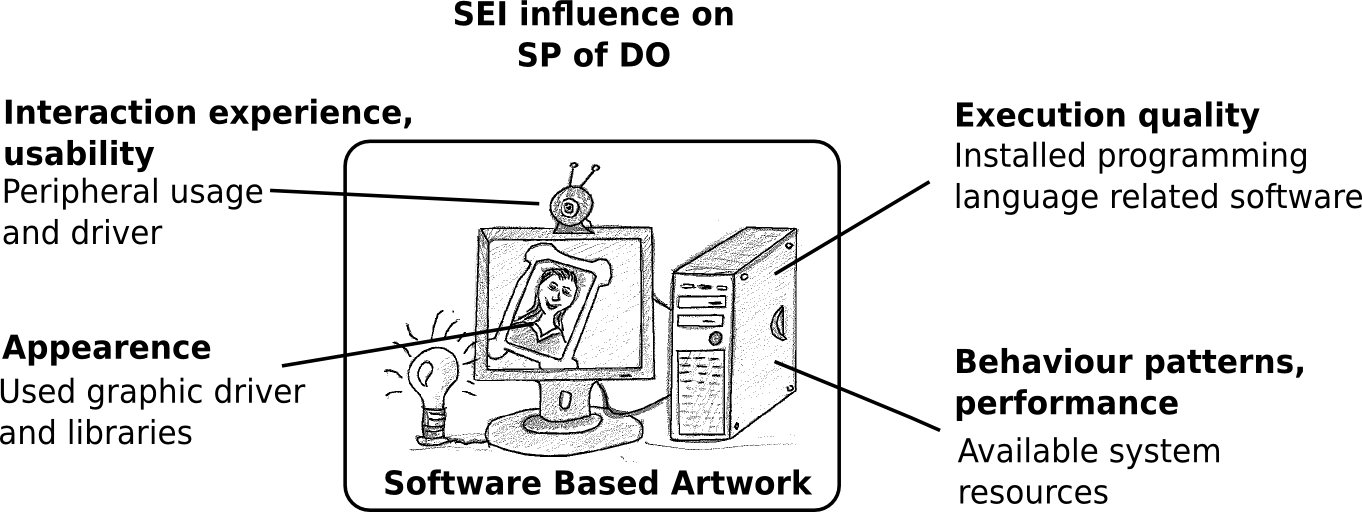 SEI influence on
SP of DO
Interaction experience,
usability
Peripheral usage
and driver
Appearence
Used graphic driver
and libraries
Execution quality
Installed programming
language related software
Behaviour patterns,
performance
Available system
resources
Software Based Artwork